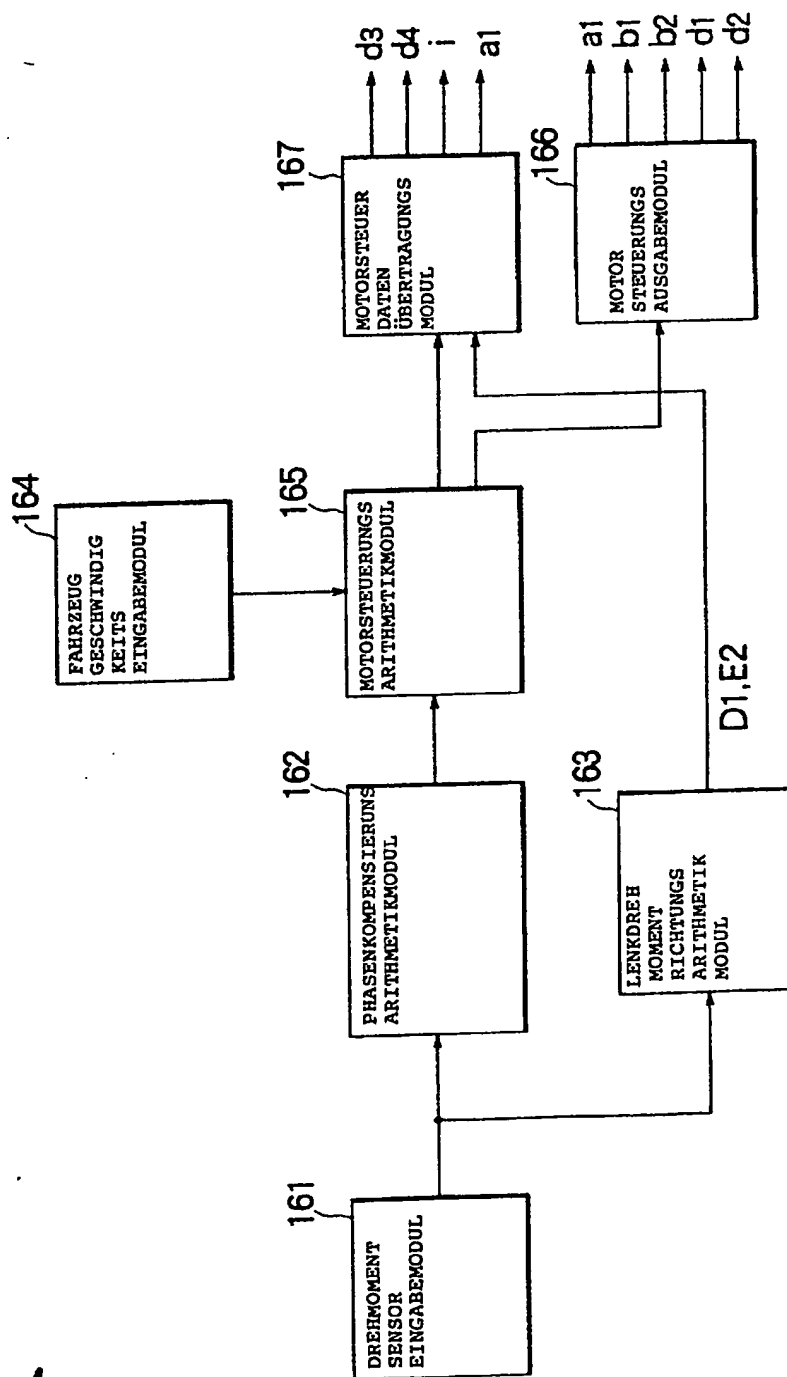 164
FAHRZEUG
GESCHWINDIG
KEITS
EINGABEMODUL
161
DREHMOMENT
SENSOR
EINGABEMODUL
162
PHASENKOMPENSIERUNS
ARITHMETIKMODUL
165
MOTORSTEUERUNGS
ARITHMETIKMODUL
167
MOTORSTEUER
DATEN
ÜBERTRAGUNGS
MODUL
d3
d4
i
a1
163
LENKDREH
MOMENT
RICHTUNGS
ARITHMETIK
MODUL
D1,E2
166
MOTOR
STEUERUNGS
AUSGABEMODUL
a1
b1
b2
d1
d2